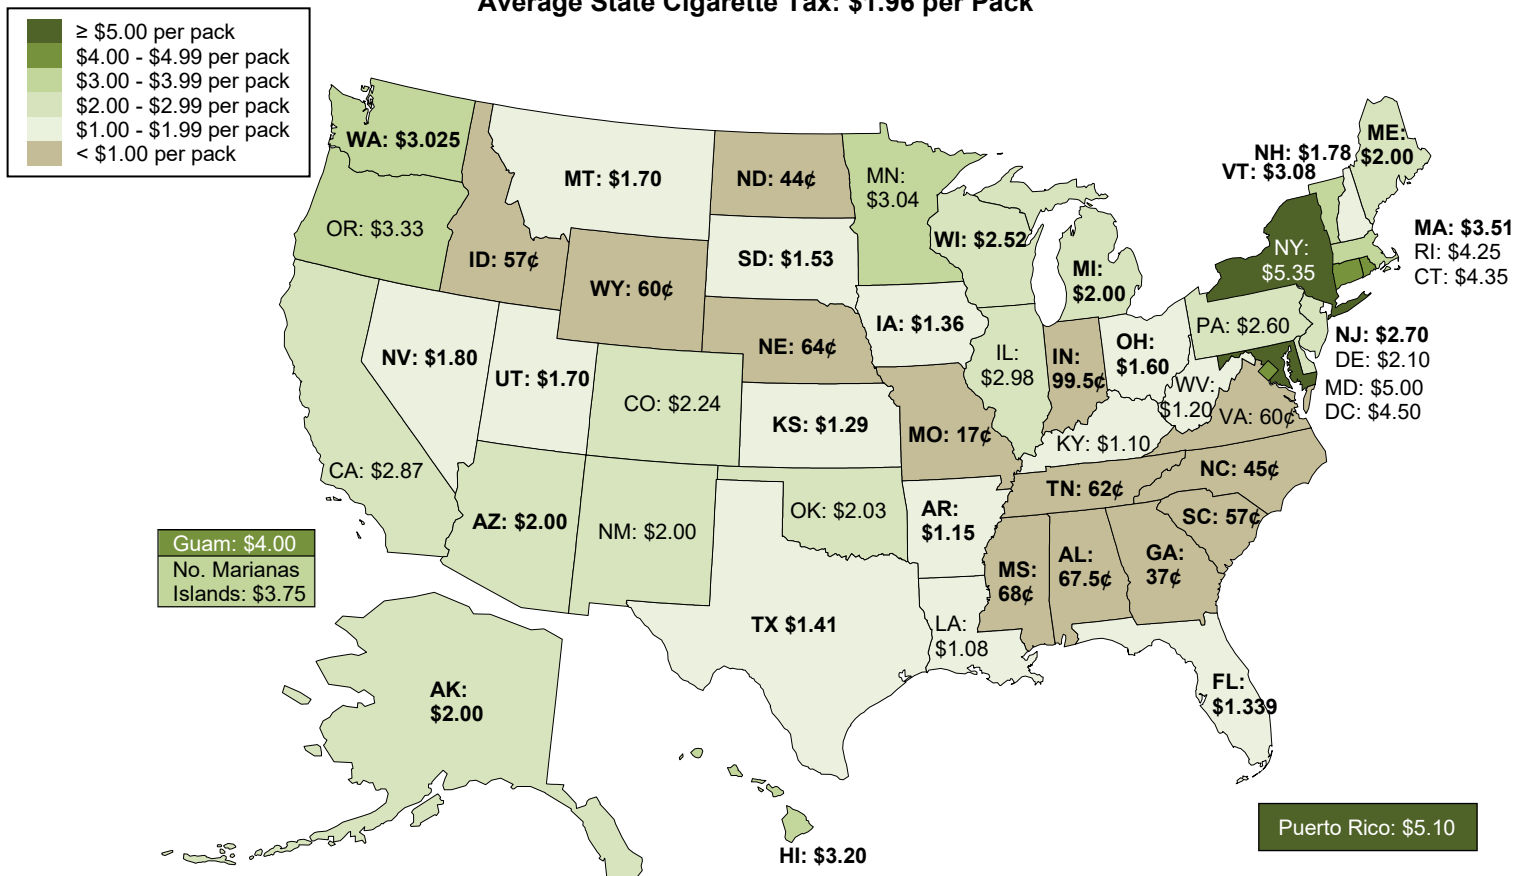 Average State Cigarette Tax: $1.96 per Pack
≥ $5.00 per pack
$4.00 - $4.99 per pack
$3.00 - $3.99 per pack
$2.00 - $2.99 per pack
$1.00 - $1.99 per pack
< $1.00 per pack
WA: $3.025
MT: $1.70
ND: 44¢
MN:
$3.04
NH: $1.78
VT: $3.08
ME:
$2.00
OR: $3.33
ID: 57¢
WY: 60¢
SD: $1.53
WI: $2.52
MI:
$2.00
NY:
$5.35
MA: $3.51
RI: $4.25
CT: $4.35
NV: $1.80
UT: $1.70
NE: 64¢
IA: $1.36
IL:
$2.98
IN:
99.5¢
OH:
$1.60
PA: $2.60
NJ: $2.70
DE: $2.10
MD: $5.00
DC: $4.50
CA: $2.87
CO: $2.24
KS: $1.29
MO: 17¢
KY: $1.10
WV:
$1.20
VA: 60¢
AZ: $2.00
NM: $2.00
OK: $2.03
AR:
$1.15
TN: 62¢
NC: 45¢
SC: 57¢
Guam: $4.00
No. Marianas
Islands: $3.75
TX $1.41
LA:
$1.08
MS:
68¢
AL:
67.5¢
GA:
37¢
FL:
$1.339
AK:
$2.00
HI: $3.20
Puerto Rico: $5.10